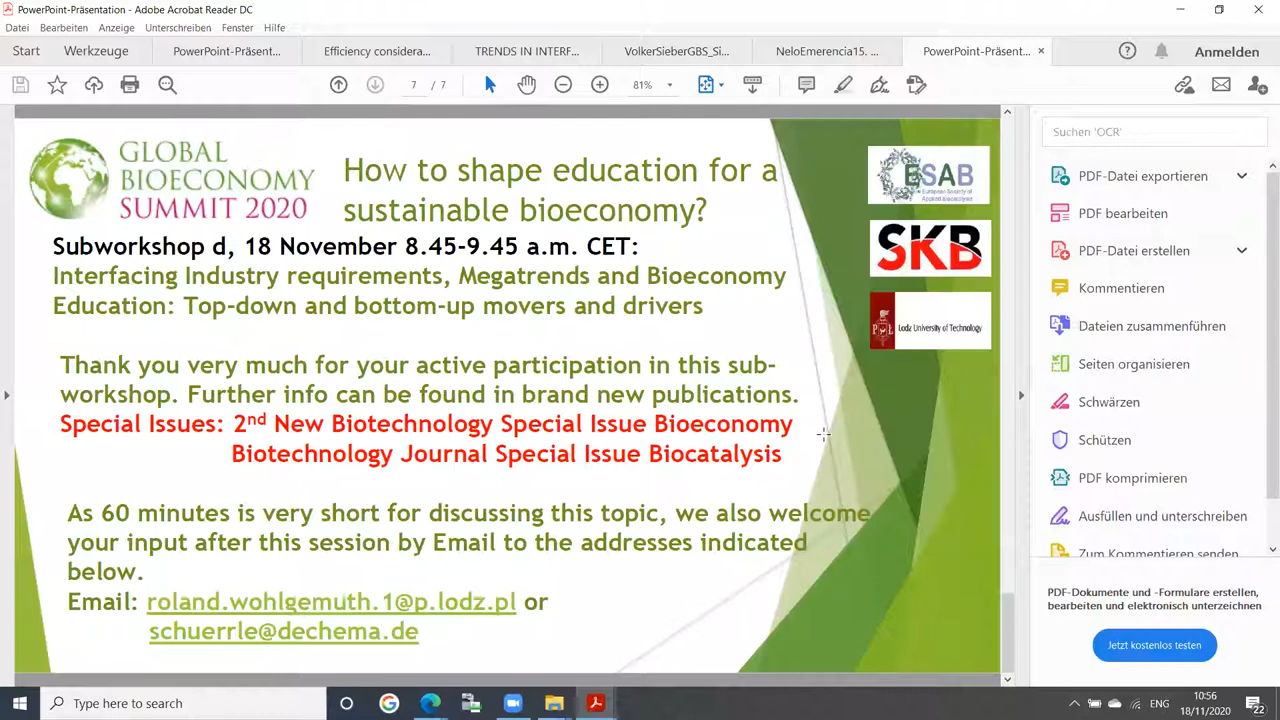 PowerPoint-Präsentation - Adobe Acrobat Reader DC
Datei Bearbeiten Anzeige Unterschreiben Fenster Hilfe
Start Werkzeuge PowerPoint-Präsent... Efficiency considera... TRENDS IN INTERF... VolkerSieberGBS_Si... NeloEmerencia15. ... PowerPoint-Präsent... Anmelden
7 / 7 81%
GLOBAL
BIOECONOMY
SUMMIT 2020
How to shape education for a
sustainable bioeconomy?
Subworkshop d, 18 November 8.45-9.45 a.m. CET:
Interfacing Industry requirements, Megatrends and Bioeconomy
Education: Top-down and bottom-up movers and drivers
Thank you very much for your active participation in this sub-
workshop. Further info can be found in brand new publications.
Special Issues: 2nd New Biotechnology Special Issue Bioeconomy
Biotechnology Journal Special Issue Biocatalysis
As 60 minutes is very short for discussing this topic, we also welcome
your input after this session by Email to the addresses indicated
below.
Email: roland.wohlgemuth.1@p.lodz.pl or
schuerrle@dechema.de
ESAB
European Society of
Applied Biocatalysis
SKB
Lodz University of Technology
Suchen 'OCR'
PDF-Datei exportieren
PDF bearbeiten
PDF-Datei erstellen
Kommentieren
Dateien zusammenführen
Seiten organisieren
Schwärzen
Schützen
PDF komprimieren
Ausfüllen und unterschreiben
Zum Kommentieren senden
PDF-Dokumente und -Formulare erstellen,
bearbeiten und elektronisch unterzeichnen
Jetzt kostenlos testen
Type here to search
ENG
10:56
18/11/2020
22